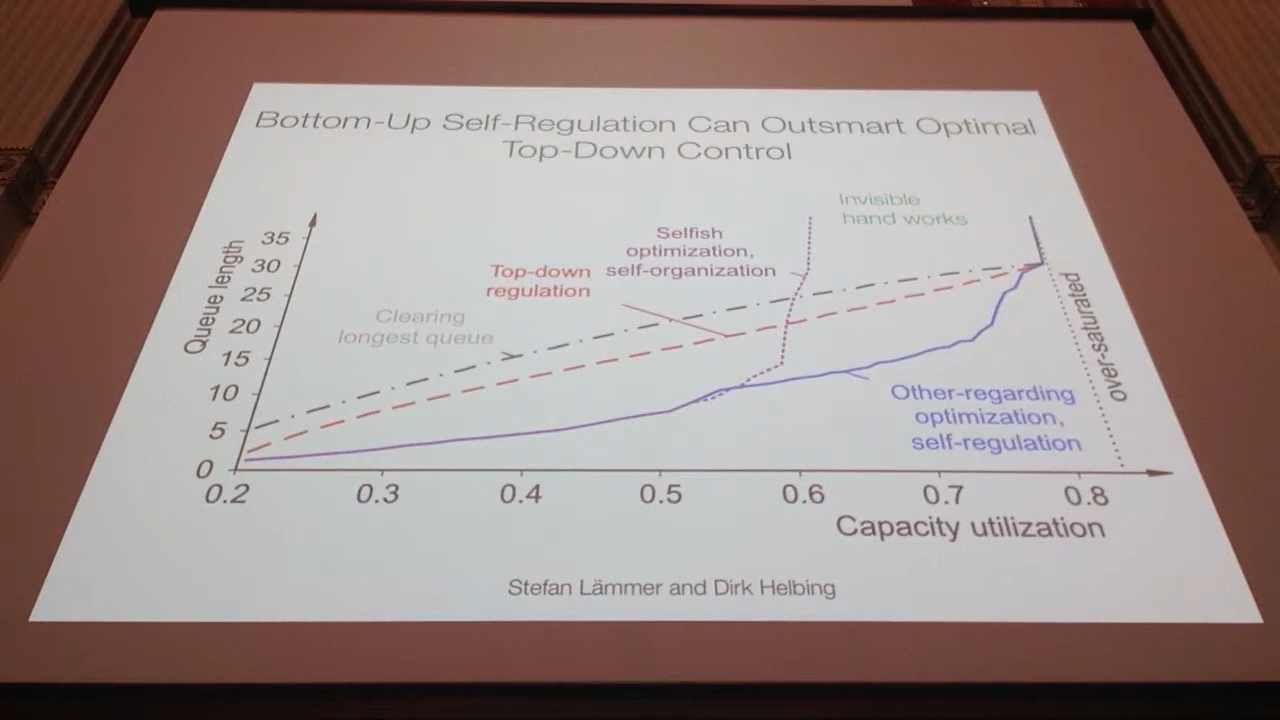 Bottom-Up Self-Regulation Can Outsmart Optimal
Top-Down Control
Invisible
hand works
Selfish
optimization,
self-organization
Top-down
regulation
Clearing
longest queue
Queue length
35
30
25
20
15
10
5
0
over-saturated
Other-regarding
optimization,
self-regulation
0.2 0.3 0.4 0.5 0.6 0.7 0.8
Capacity utilization
Stefan Lämmer and Dirk Helbing